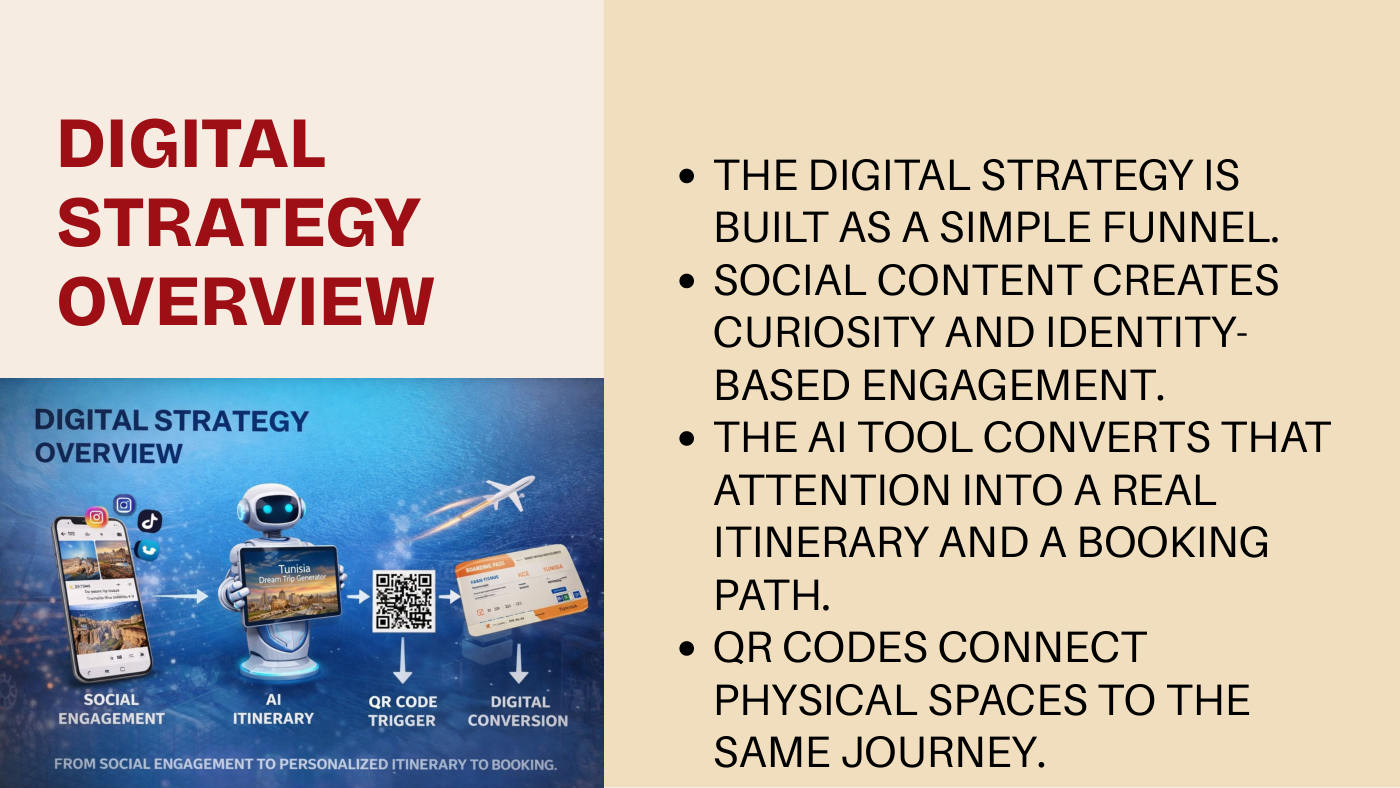 DIGITAL
STRATEGY
OVERVIEW
DIGITAL STRATEGY
OVERVIEW
Tunisia
Dream Trip Generator
BOARDING PASS
TUNISIA
SOCIAL
ENGAGEMENT
AI
ITINERARY
QR CODE
TRIGGER
DIGITAL
CONVERSION
FROM SOCIAL ENGAGEMENT TO PERSONALIZED ITINERARY TO BOOKING.
• THE DIGITAL STRATEGY IS
BUILT AS A SIMPLE FUNNEL.
• SOCIAL CONTENT CREATES
CURIOSITY AND IDENTITY-
BASED ENGAGEMENT.
• THE AI TOOL CONVERTS THAT
ATTENTION INTO A REAL
ITINERARY AND A BOOKING
PATH.
• QR CODES CONNECT
PHYSICAL SPACES TO THE
SAME JOURNEY.